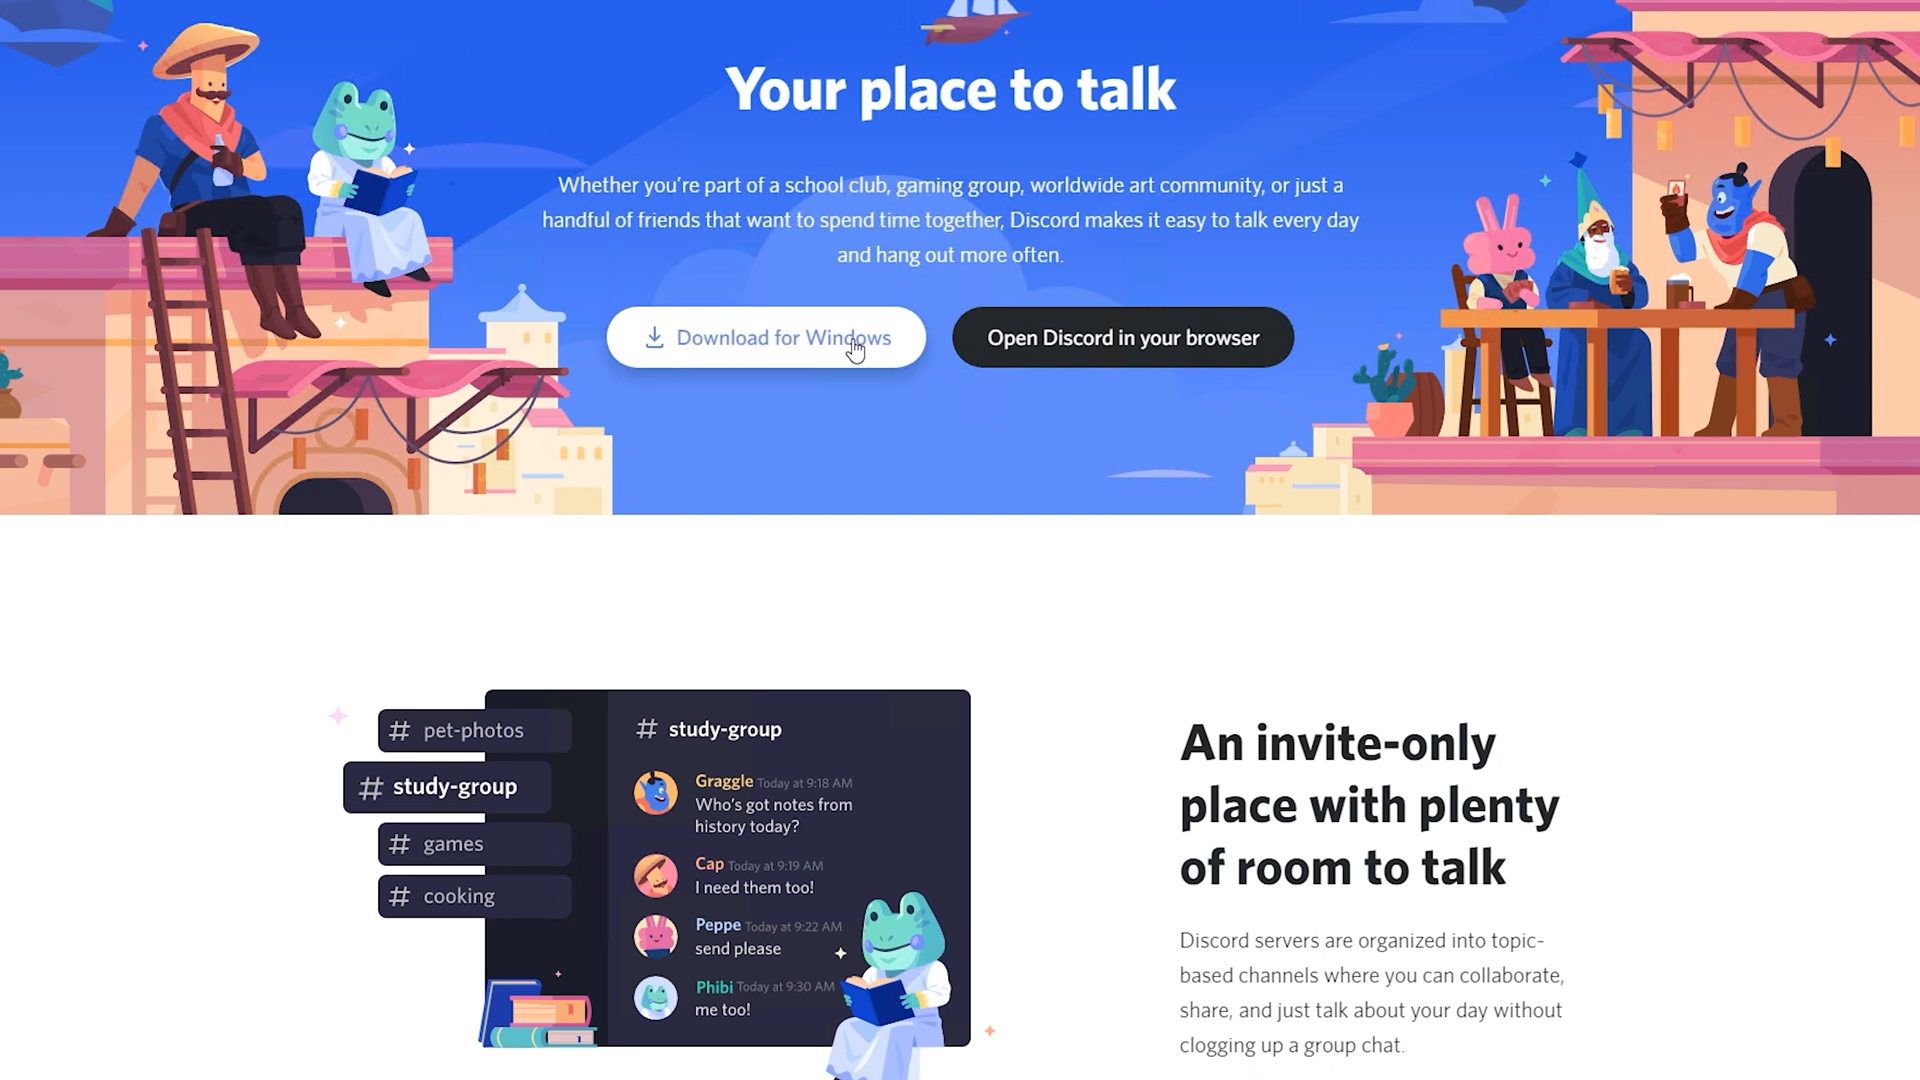 Your place to talk
Whether you're part of a school club, gaming group, worldwide art community, or just a
handful of friends that want to spend time together, Discord makes it easy to talk every day
and hang out more often.
Download for Windows
Open Discord in your browser
# pet-photos
# study-group
# games
# cooking
# study-group
Graggle Today at 9:18 AM
Who's got notes from
history today?
Cap Today at 9:19 AM
I need them too!
Peppe Today at 9:22 AM
send please
Phibi Today at 9:30 AM
me too!
An invite-only
place with plenty
of room to talk
Discord servers are organized into topic-
based channels where you can collaborate,
share, and just talk about your day without
clogging up a group chat.